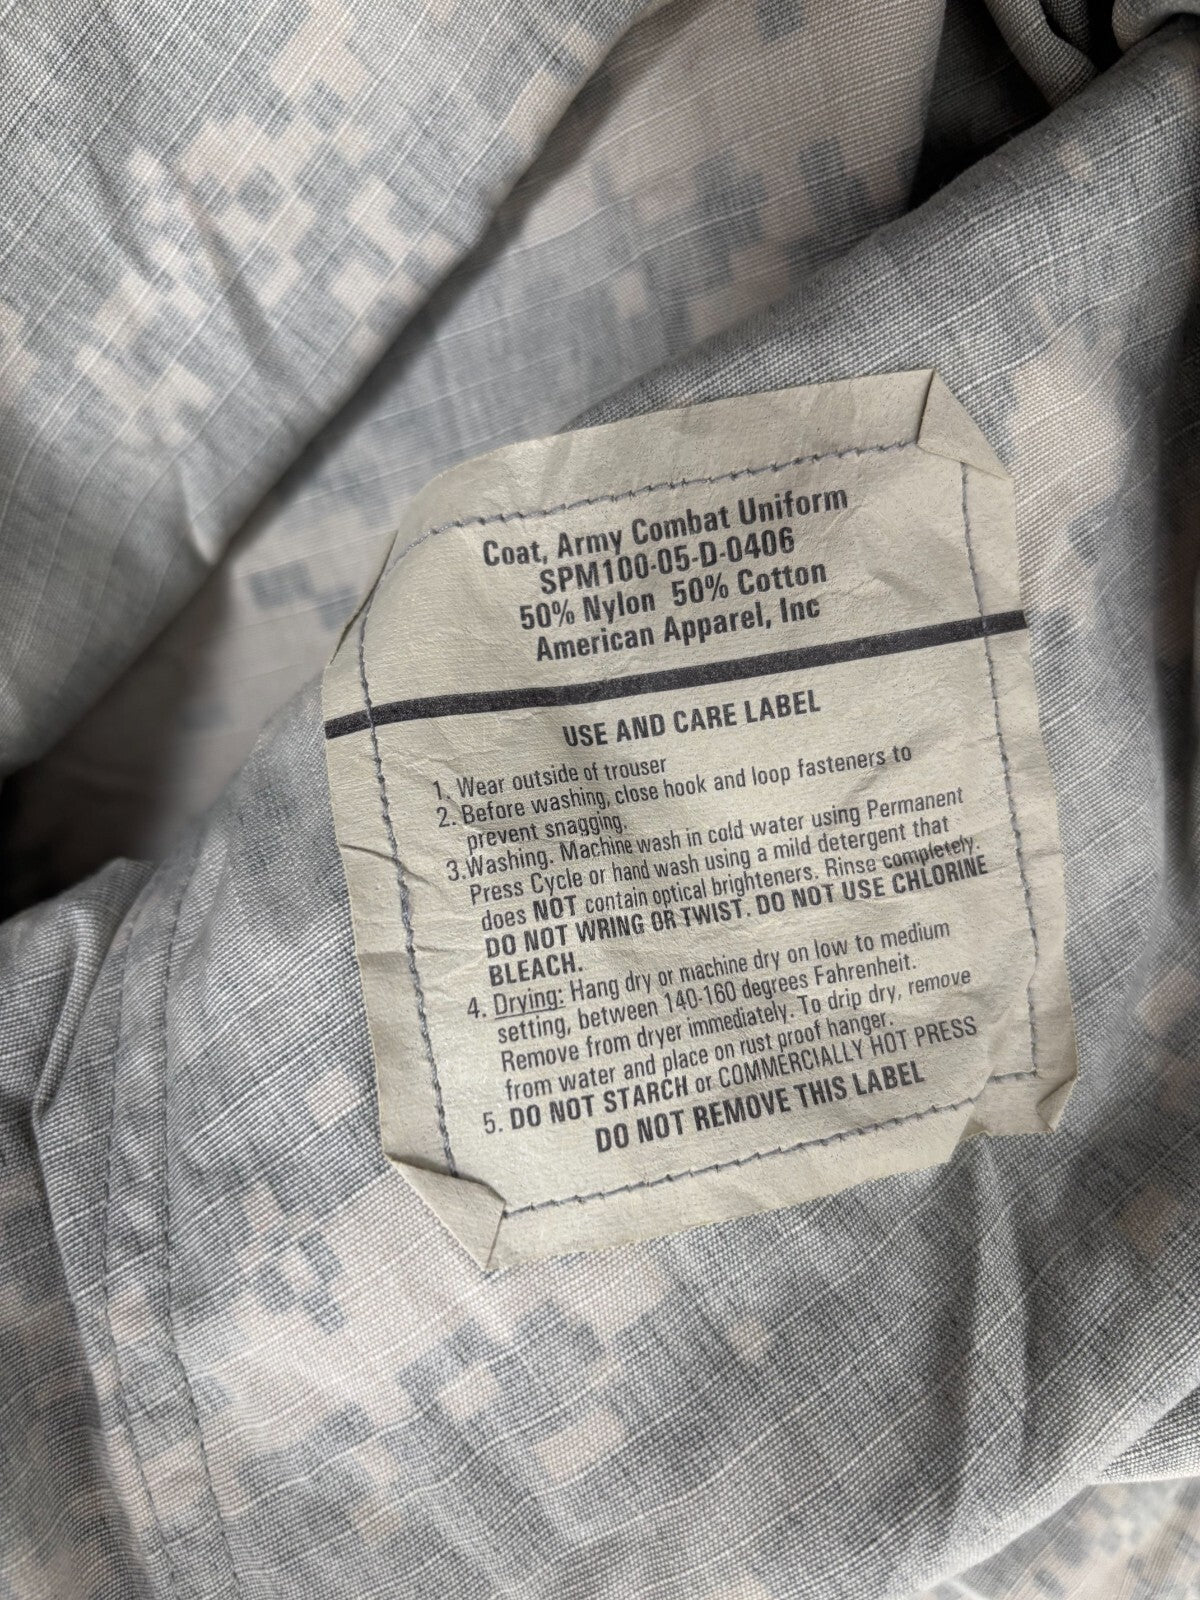 Coat, Army Combat Uniform
SPM100-05-D-0406
50% Nylon 50% Cotton
American Apparel, Inc
USE AND CARE LABEL
1. Wear outside of trouser
2. Before washing, close hook and loop fasteners to
prevent snagging.
3.Washing. Machine wash in cold water using Permanent
Press Cycle or hand wash using a mild detergent that
does NOT contain optical brighteners. Rinse completely.
DO NOT WRING OR TWIST. DO NOT USE CHLORINE
BLEACH.
4. Drying: Hang dry or machine dry on low to medium
setting, between 140-160 degrees Fahrenheit.
Remove from dryer immediately. To drip dry, remove
from water and place on rust proof hanger.
5. DO NOT STARCH or COMMERCIALLY HOT PRESS
DO NOT REMOVE THIS LABEL